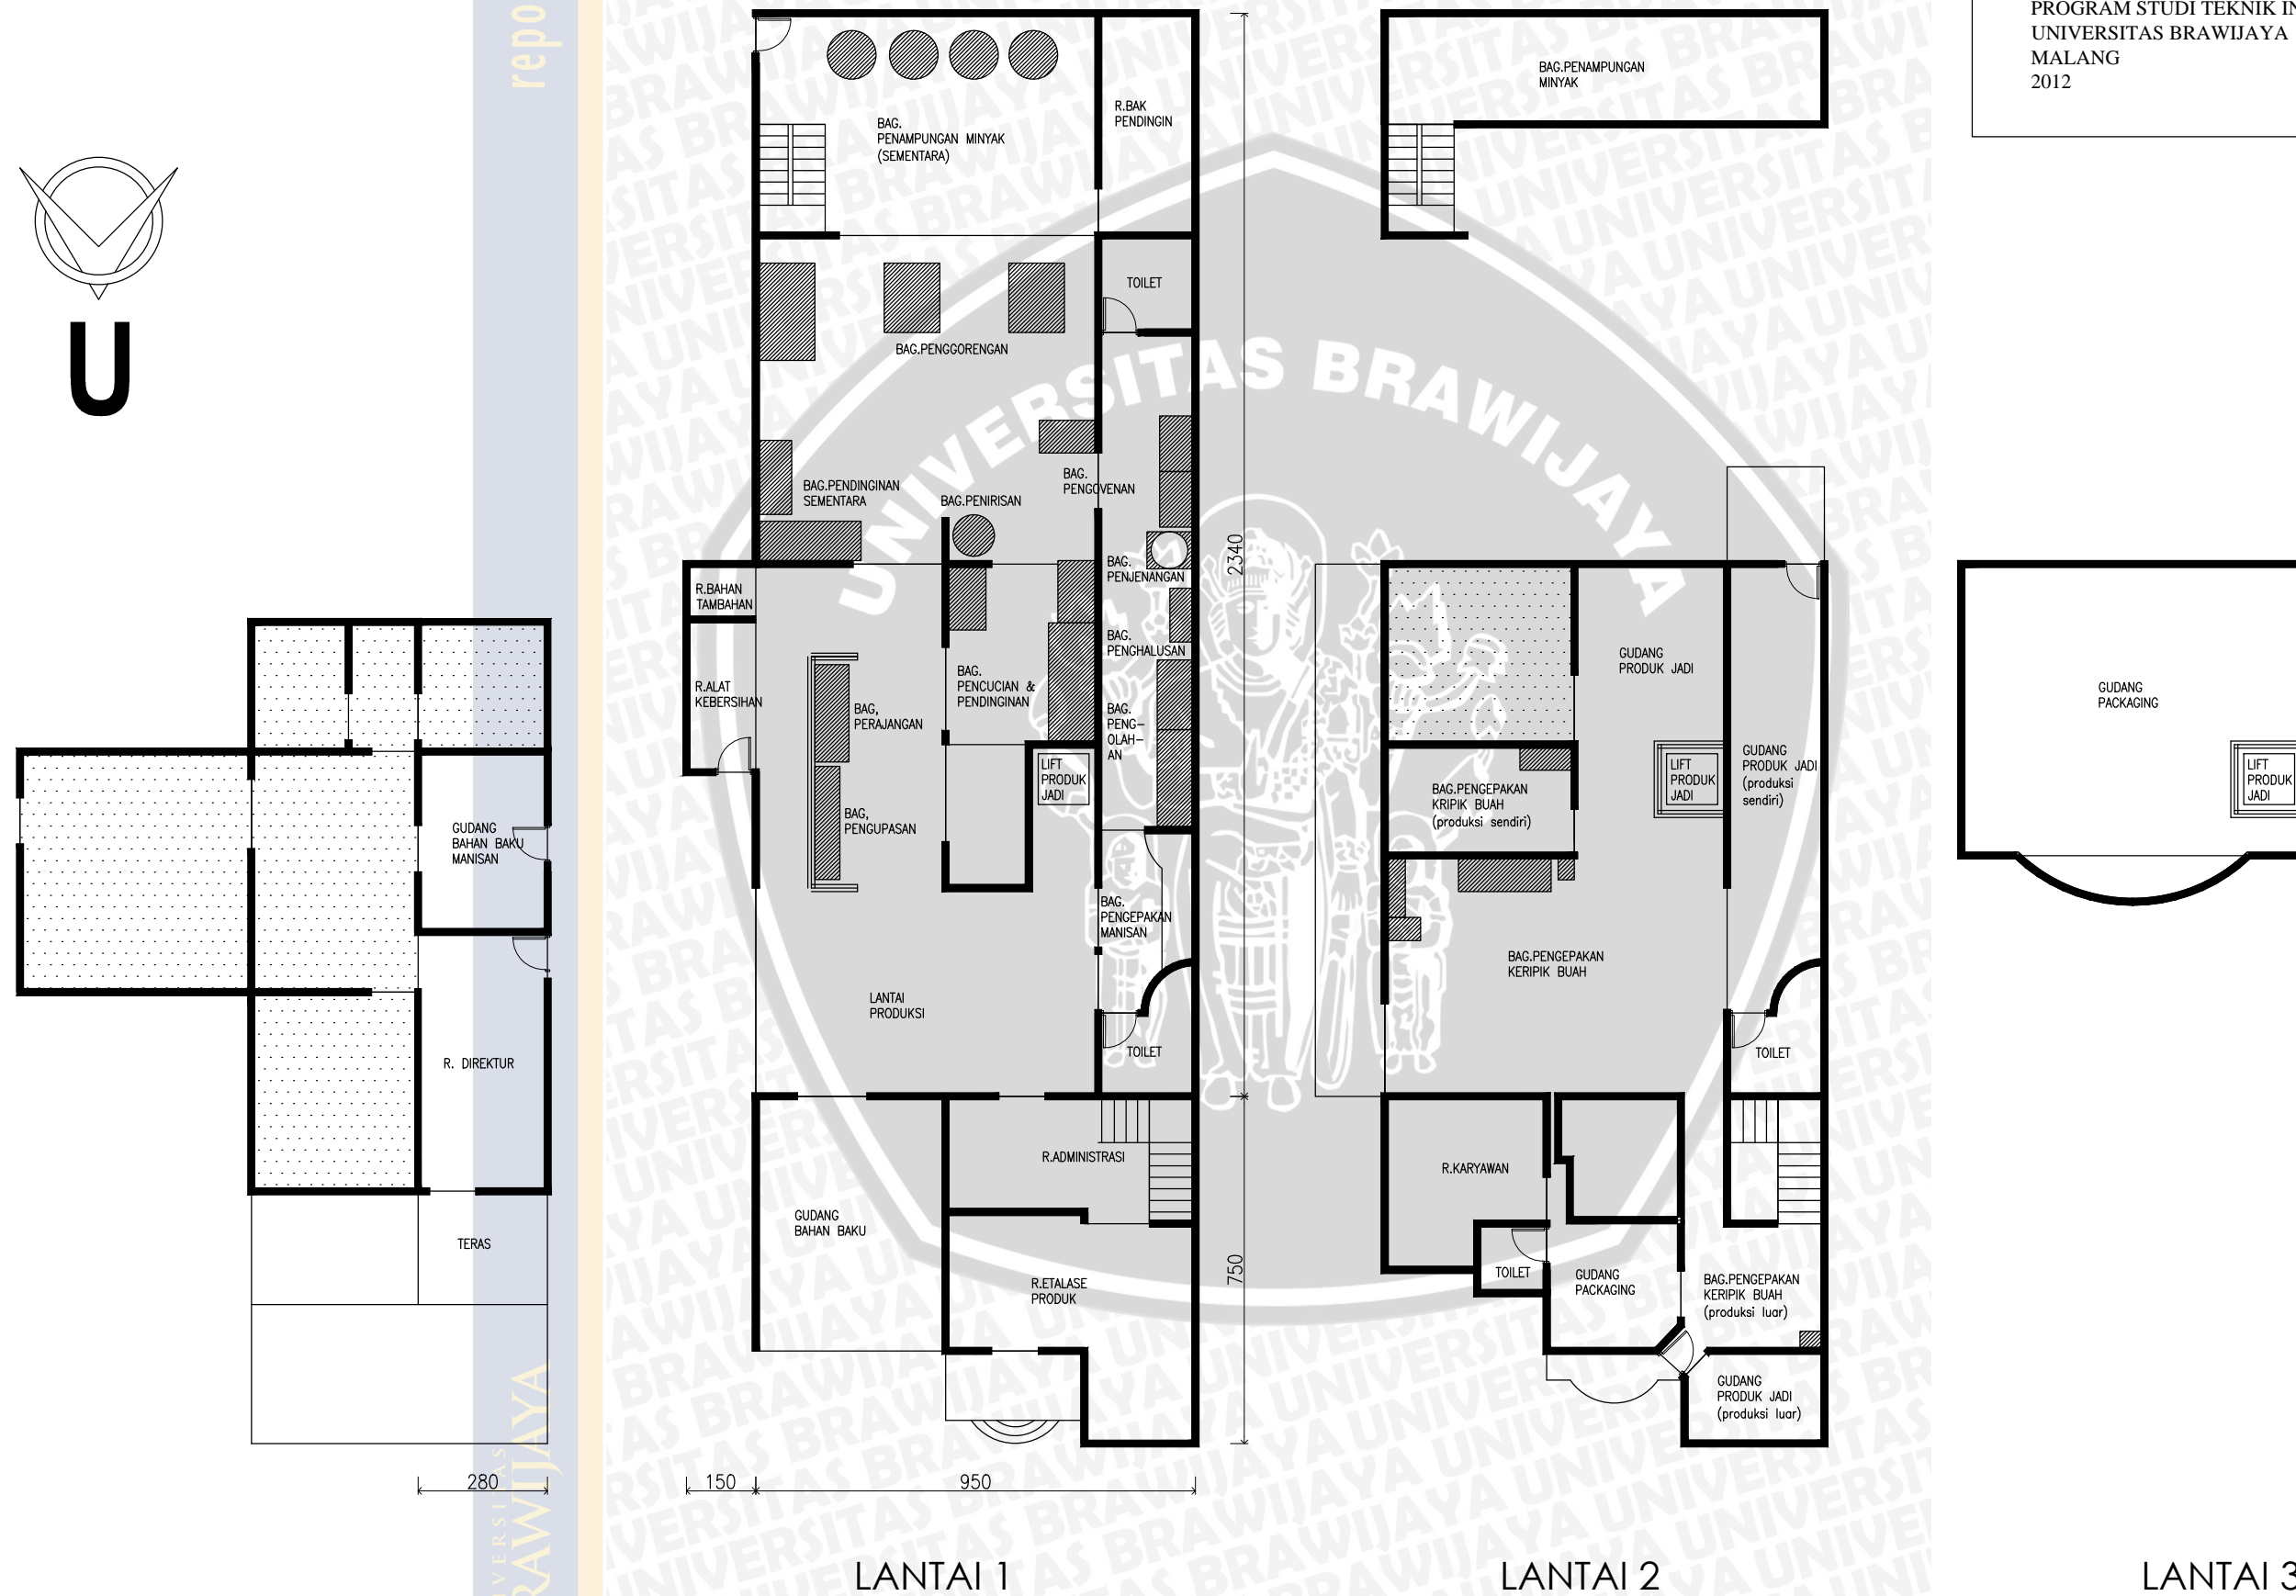 PROGRAM STUDI TEKNIK IN
UNIVERSITAS BRAWIJAYA
MALANG
2012
repo
U
GUDANG
BAHAN BAKU
MANISAN
R. DIREKTUR
TERAS
280
BAG.
PENAMPUNGAN MINYAK
(SEMENTARA)
R.BAK
PENDINGIN
TOILET
BAG.PENGGORENGAN
BAG.PENDINGINAN
SEMENTARA
BAG.PENIRISAN
BAG.
PENGOVENAN
R.BAHAN
TAMBAHAN
BAG.
PENJENANGAN
R.ALAT
KEBERSIHAN
BAG.
PENGHALUSAN
BAG.
PENCUCIAN &
PENDINGINAN
BAG,
PERAJANGAN
BAG.
PENG-
OLAH-
AN
LIFT
PRODUK
JADI
BAG,
PENGUPASAN
BAG.
PENGEPAKAN
MANISAN
LANTAI
PRODUKSI
TOILET
R.ADMINISTRASI
GUDANG
BAHAN BAKU
R.ETALASE
PRODUK
2340
750
150
950
LANTAI 1
BAG.PENAMPUNGAN
MINYAK
GUDANG
PRODUK JADI
LIFT
PRODUK
JADI
GUDANG
PRODUK JADI
(produksi
sendiri)
BAG.PENGEPAKAN
KRIPIK BUAH
(produksi sendiri)
BAG.PENGEPAKAN
KERIPIK BUAH
TOILET
R.KARYAWAN
TOILET
GUDANG
PACKAGING
BAG.PENGEPAKAN
KERIPIK BUAH
(produksi luar)
GUDANG
PRODUK JADI
(produksi luar)
LANTAI 2
GUDANG
PACKAGING
LIFT
PRODUK
JADI
LANTAI 3
UNIVERSITAS BRAWIJAYA